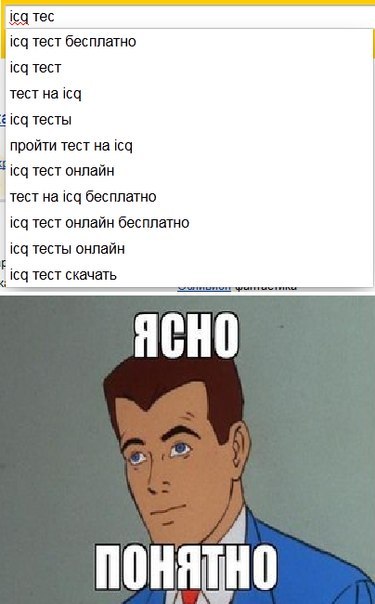 icq тес
icq тест бесплатно
icq тест
тест на icq
icq тесты
пройти тест на icq
icq тест онлайн
тест на icq бесплатно
icq тест онлайн бесплатно
icq тесты онлайн
icq тест скачать
фантастика
ЯСНО
ПОНЯТНО